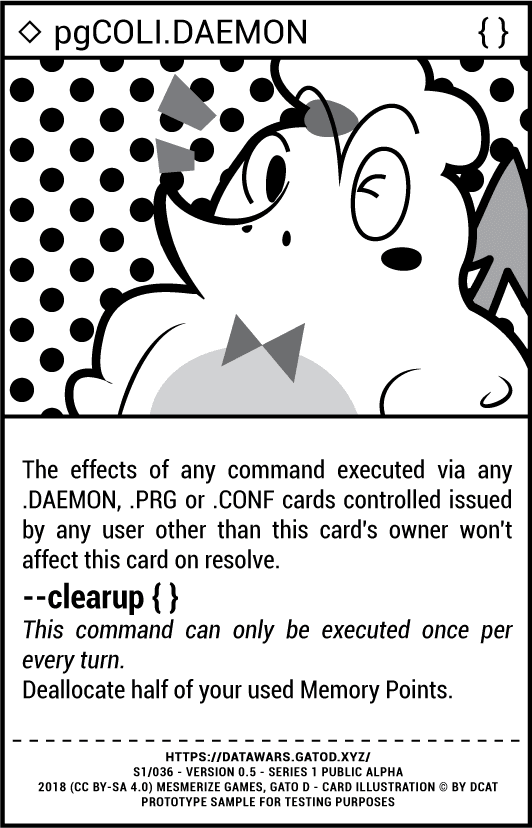 ◇ pgCOLI.DAEMON { }
The effects of any command executed via any
.DAEMON, .PRG or .CONF cards controlled issued
by any user other than this card's owner won't
affect this card on resolve.
--clearup { }
This command can only be executed once per
every turn.
Deallocate half of your used Memory Points.
HTTPS://DATAWARS.GATOD.XYZ/
S1/036 - VERSION 0.5 - SERIES 1 PUBLIC ALPHA
2018 (CC BY-SA 4.0) MESMERIZE GAMES, GATO D - CARD ILLUSTRATION © BY DCAT
PROTOTYPE SAMPLE FOR TESTING PURPOSES